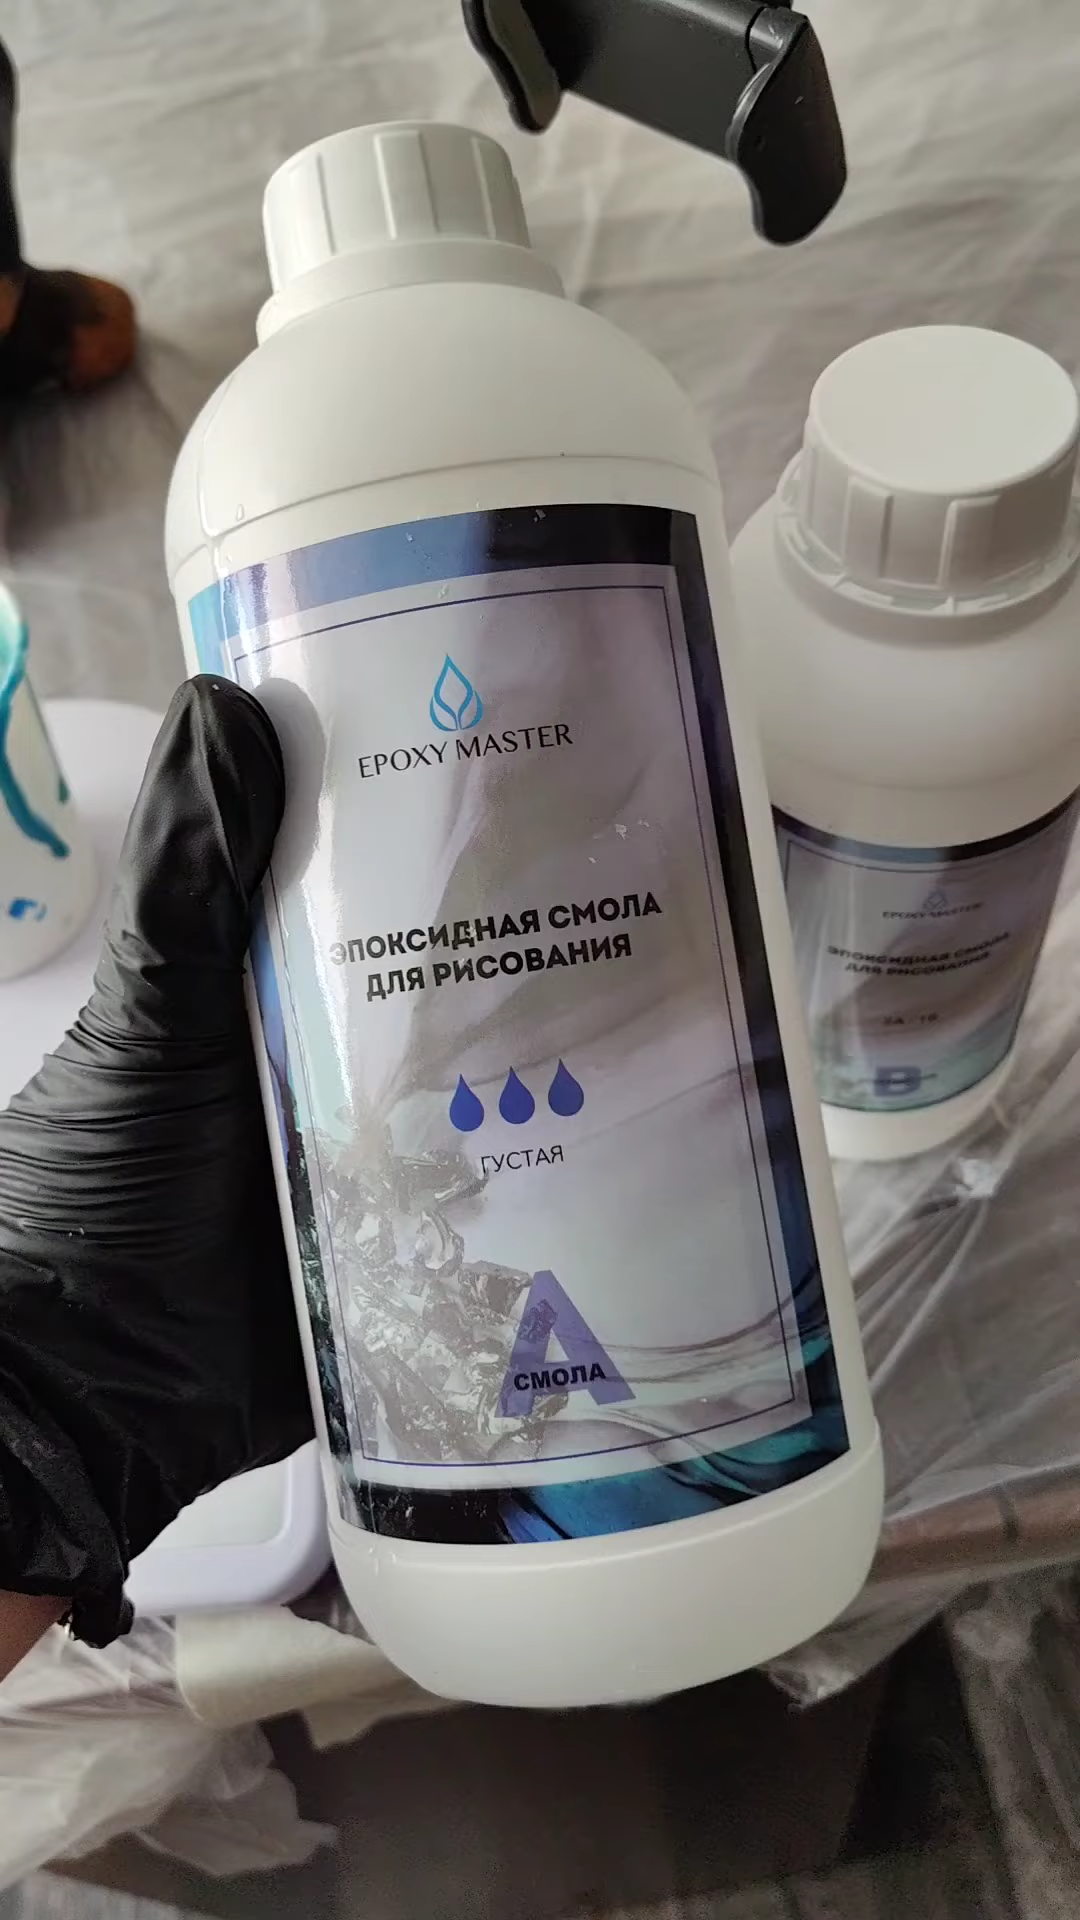 EPOXY MASTER
ЭПОКСИДНАЯ СМОЛА
ДЛЯ РИСОВАНИЯ
ГУСТАЯ
А
СМОЛА
EPOXY MASTER
ЭПОКСИДНАЯ СМОЛА
ДЛЯ РИСОВАНИЯ
B